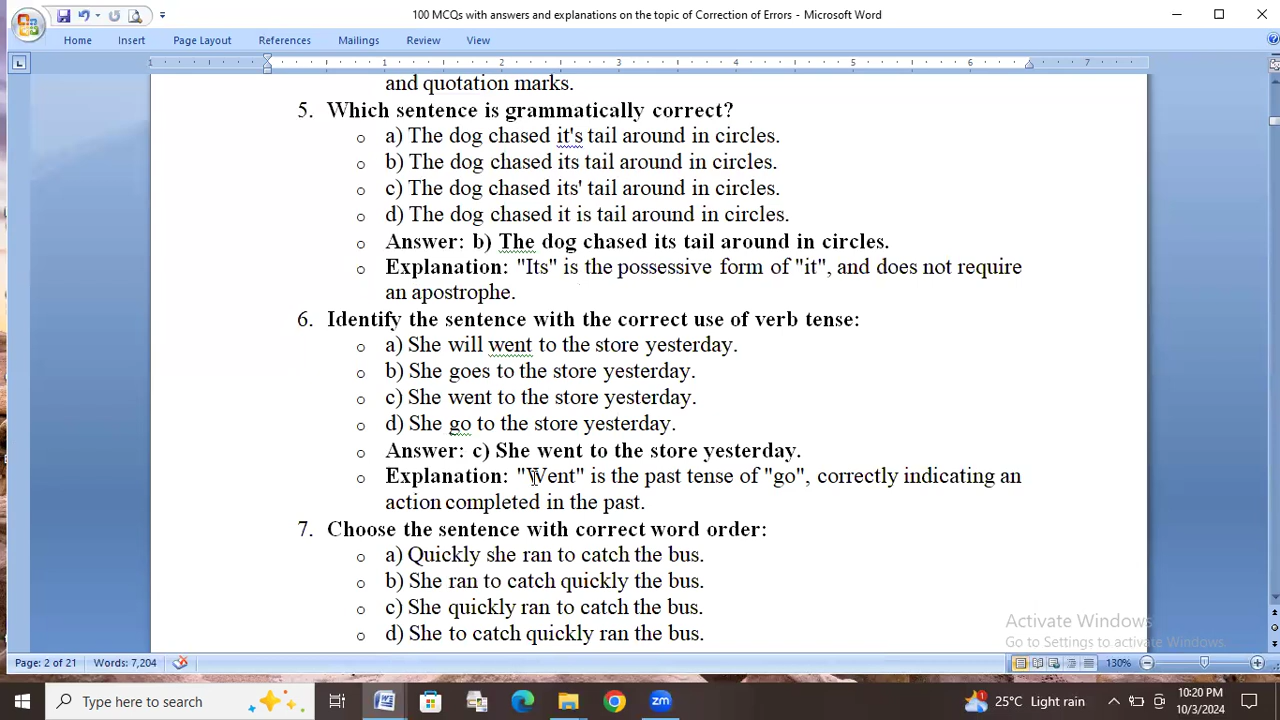 100 MCQs with answers and explanations on the topic of Correction of Errors - Microsoft Word
Home Insert Page Layout References Mailings Review View
1 1 2 3 4 5 6 7
and quotation marks.
5. Which sentence is grammatically correct?
a) The dog chased it's tail around in circles.
b) The dog chased its tail around in circles.
c) The dog chased its' tail around in circles.
d) The dog chased it is tail around in circles.
Answer: b) The dog chased its tail around in circles.
Explanation: "Its" is the possessive form of "it", and does not require
an apostrophe.
6. Identify the sentence with the correct use of verb tense:
a) She will went to the store yesterday.
b) She goes to the store yesterday.
c) She went to the store yesterday.
d) She go to the store yesterday.
Answer: c) She went to the store yesterday.
Explanation: "Went" is the past tense of "go", correctly indicating an
action completed in the past.
7. Choose the sentence with correct word order:
a) Quickly she ran to catch the bus.
b) She ran to catch quickly the bus.
c) She quickly ran to catch the bus.
d) She to catch quickly ran the bus.
Activate Windows
Go to Settings to activate Windows.
Page: 2 of 21 Words: 7,204 130%
Type here to search zm 1 25°C Light rain 10:20 PM
10/3/2024